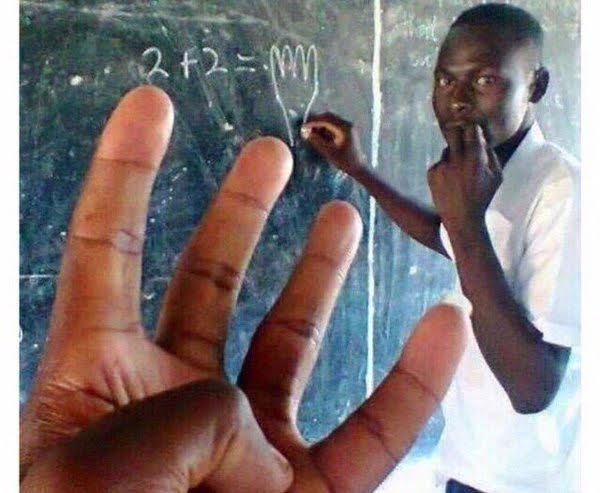 2 + 2 =